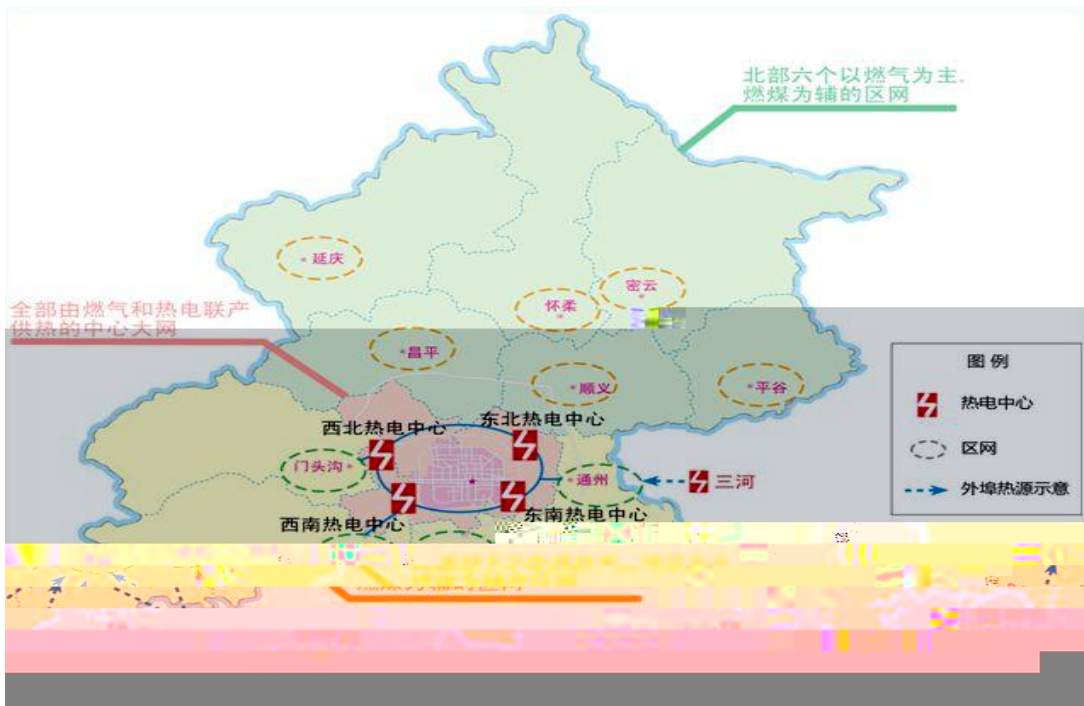 北部六个以燃气为主,
燃煤为辅的区网
延庆
密云
怀柔
全部由燃气和热电联产
供热的中心大网
昌平
顺义
平谷
图例
热电中心
区网
外埠热源示意
西北热电中心
东北热电中心
门头沟
通州
三河
西南热电中心
东南热电中心